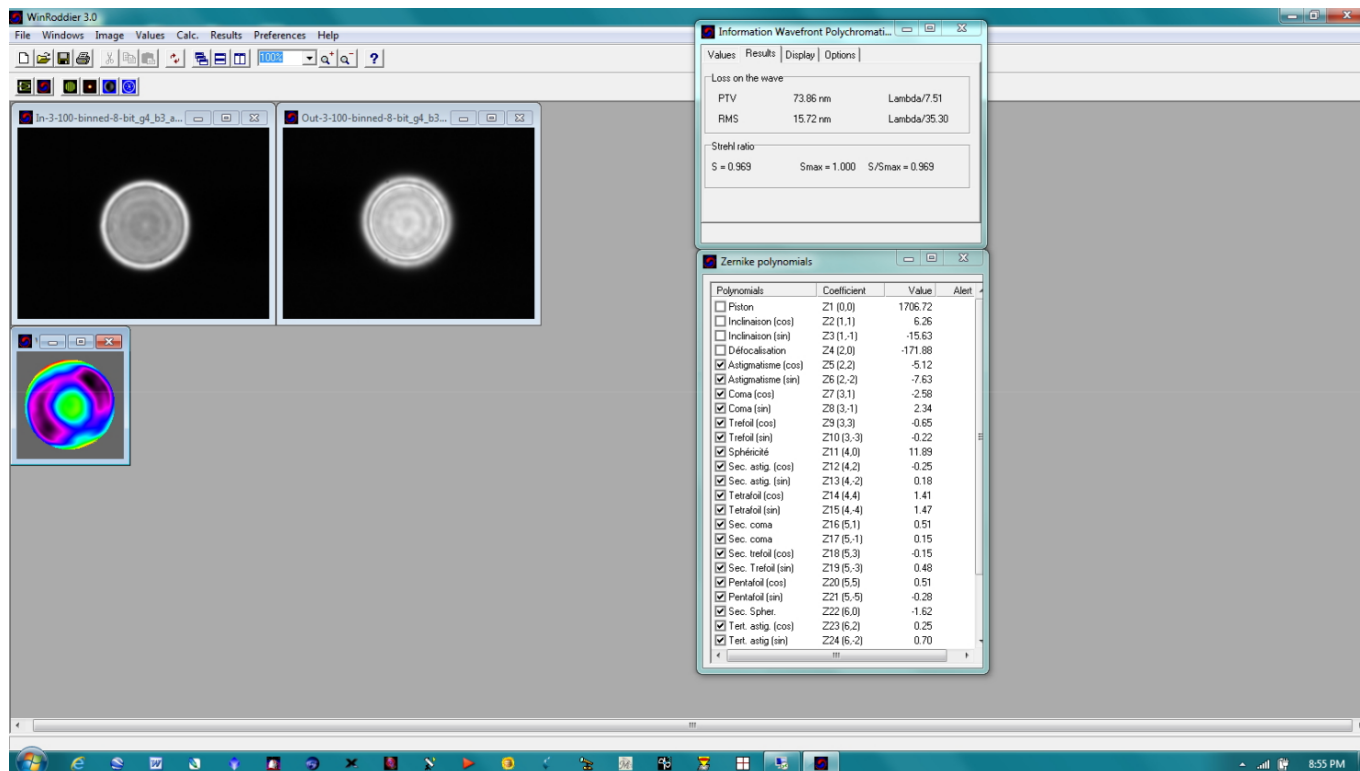 WinRoddier 3.0
File Windows Image Values Calc. Results Preferences Help
100%
In-3-100-binned-8-bit_g4_b3_a...
Out-3-100-binned-8-bit_g4_b3...
Information Wavefront Polychromati...
Values Results Display Options
Loss on the wave
PTV 73.86 nm Lambda/7.51
RMS 15.72 nm Lambda/35.30
Strehl ratio
S = 0.969 Smax = 1.000 S/Smax = 0.969
Zernike polynomials
Polynomials Coefficient Value Alert
Piston Z1 (0,0) 1706.72
Inclinaison (cos) Z2 (1,1) 6.26
Inclinaison (sin) Z3 (1,-1) -15.63
Défocalisation Z4 (2,0) -171.88
Astigmatisme (cos) Z5 (2,2) -5.12
Astigmatisme (sin) Z6 (2,-2) -7.63
Coma (cos) Z7 (3,1) -2.58
Coma (sin) Z8 (3,-1) 2.34
Trefoil (cos) Z9 (3,3) -0.65
Trefoil (sin) Z10 (3,-3) -0.22
Sphéricité Z11 (4,0) 11.89
Sec. astig. (cos) Z12 (4,2) -0.25
Sec. astig. (sin) Z13 (4,-2) 0.18
Tetrafoil (cos) Z14 (4,4) 1.41
Tetrafoil (sin) Z15 (4,-4) 1.47
Sec. coma Z16 (5,1) 0.51
Sec. coma Z17 (5,-1) 0.15
Sec. trefoil (cos) Z18 (5,3) -0.15
Sec. Trefoil (sin) Z19 (5,-3) 0.48
Pentafoil (cos) Z20 (5,5) 0.51
Pentafoil (sin) Z21 (5,-5) -0.28
Sec. Spher. Z22 (6,0) -1.62
Tert. astig. (cos) Z23 (6,2) 0.25
Tert. astig (sin) Z24 (6,-2) 0.70
8:55 PM